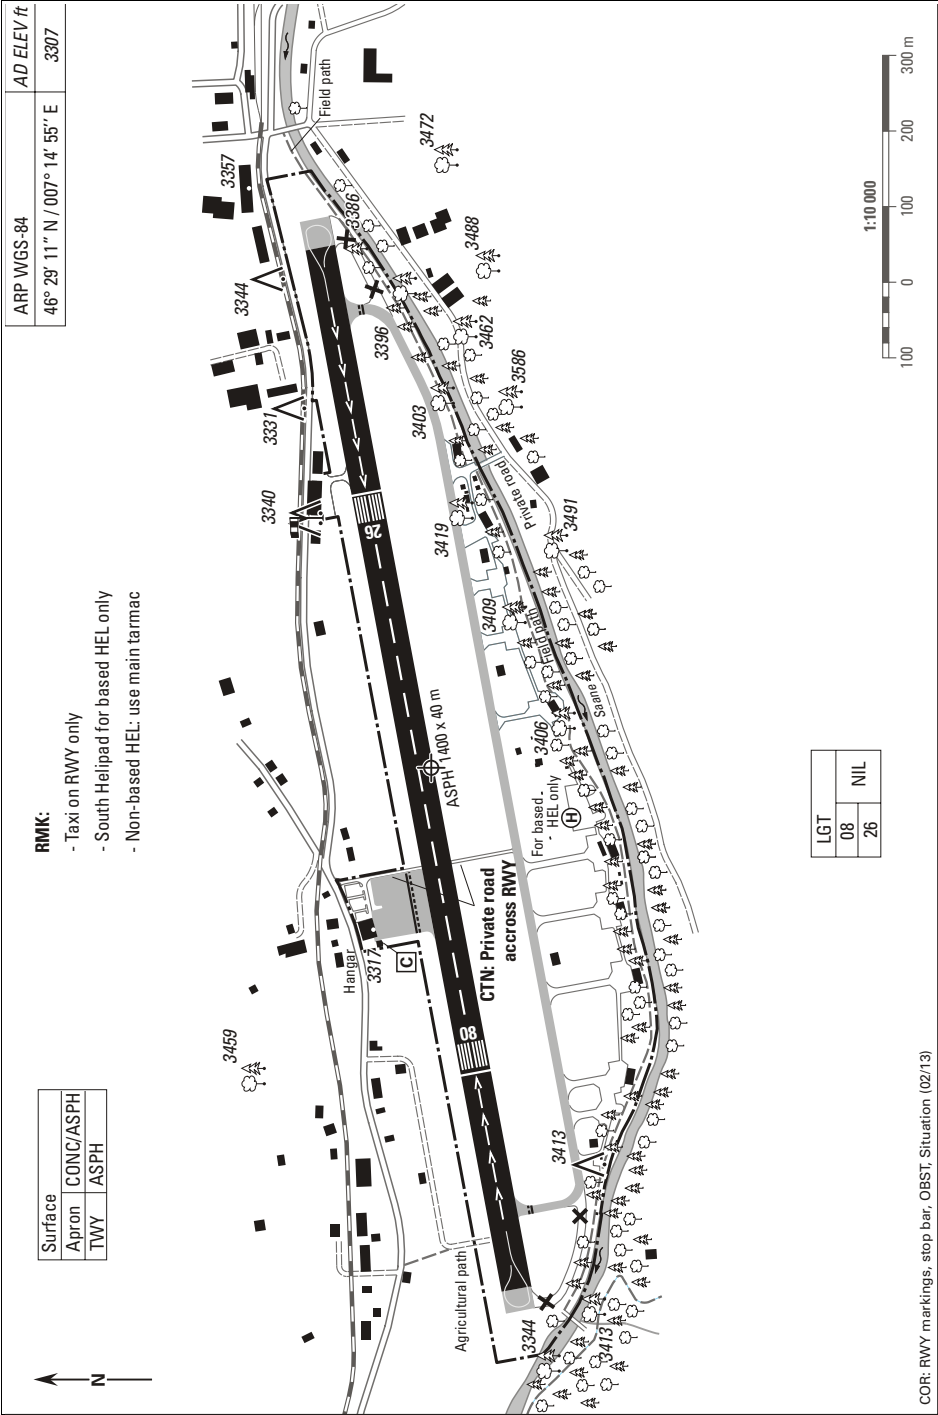 ARP WGS-84
AD ELEV ft
46° 29' 11'' N / 007° 14' 55'' E
3307
RMK:
- Taxi on RWY only
- South Helipad for based HEL only
- Non-based HEL: use main tarmac
Surface
Apron CONC/ASPH
TWY ASPH
N
3459
Hangar
3317
C
3340
3331
3344
3357
Field path
3472
3386
3488
3396
3462
3403
3586
3419
Private road
3491
3409
Field path
Saane
3406
26
ASPH 1400 x 40 m
For based
HEL only
H
CTN: Private road
accross RWY
08
3413
Agricultural path
3344
3413
LGT
08
26
NIL
1:10 000
100
0
100
200
300 m
COR: RWY markings, stop bar, OBST, Situation (02/13)